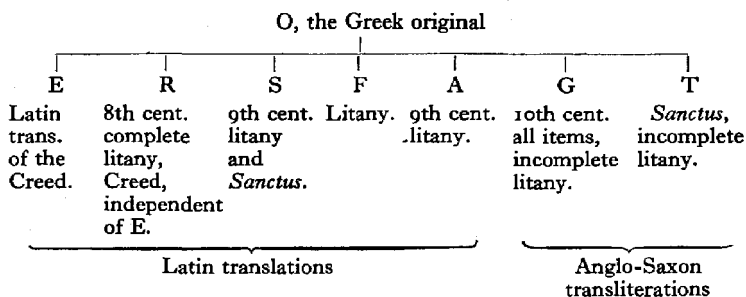 O, the Greek original
E R S F A G T
Latin 8th cent. 9th cent. Litany. 9th cent. 10th cent. Sanctus,
trans. complete litany litany. all items, incomplete
of the litany, and incomplete litany.
Creed. Creed, Sanctus. litany.
independent
of E.
Latin translations Anglo-Saxon
transliterations